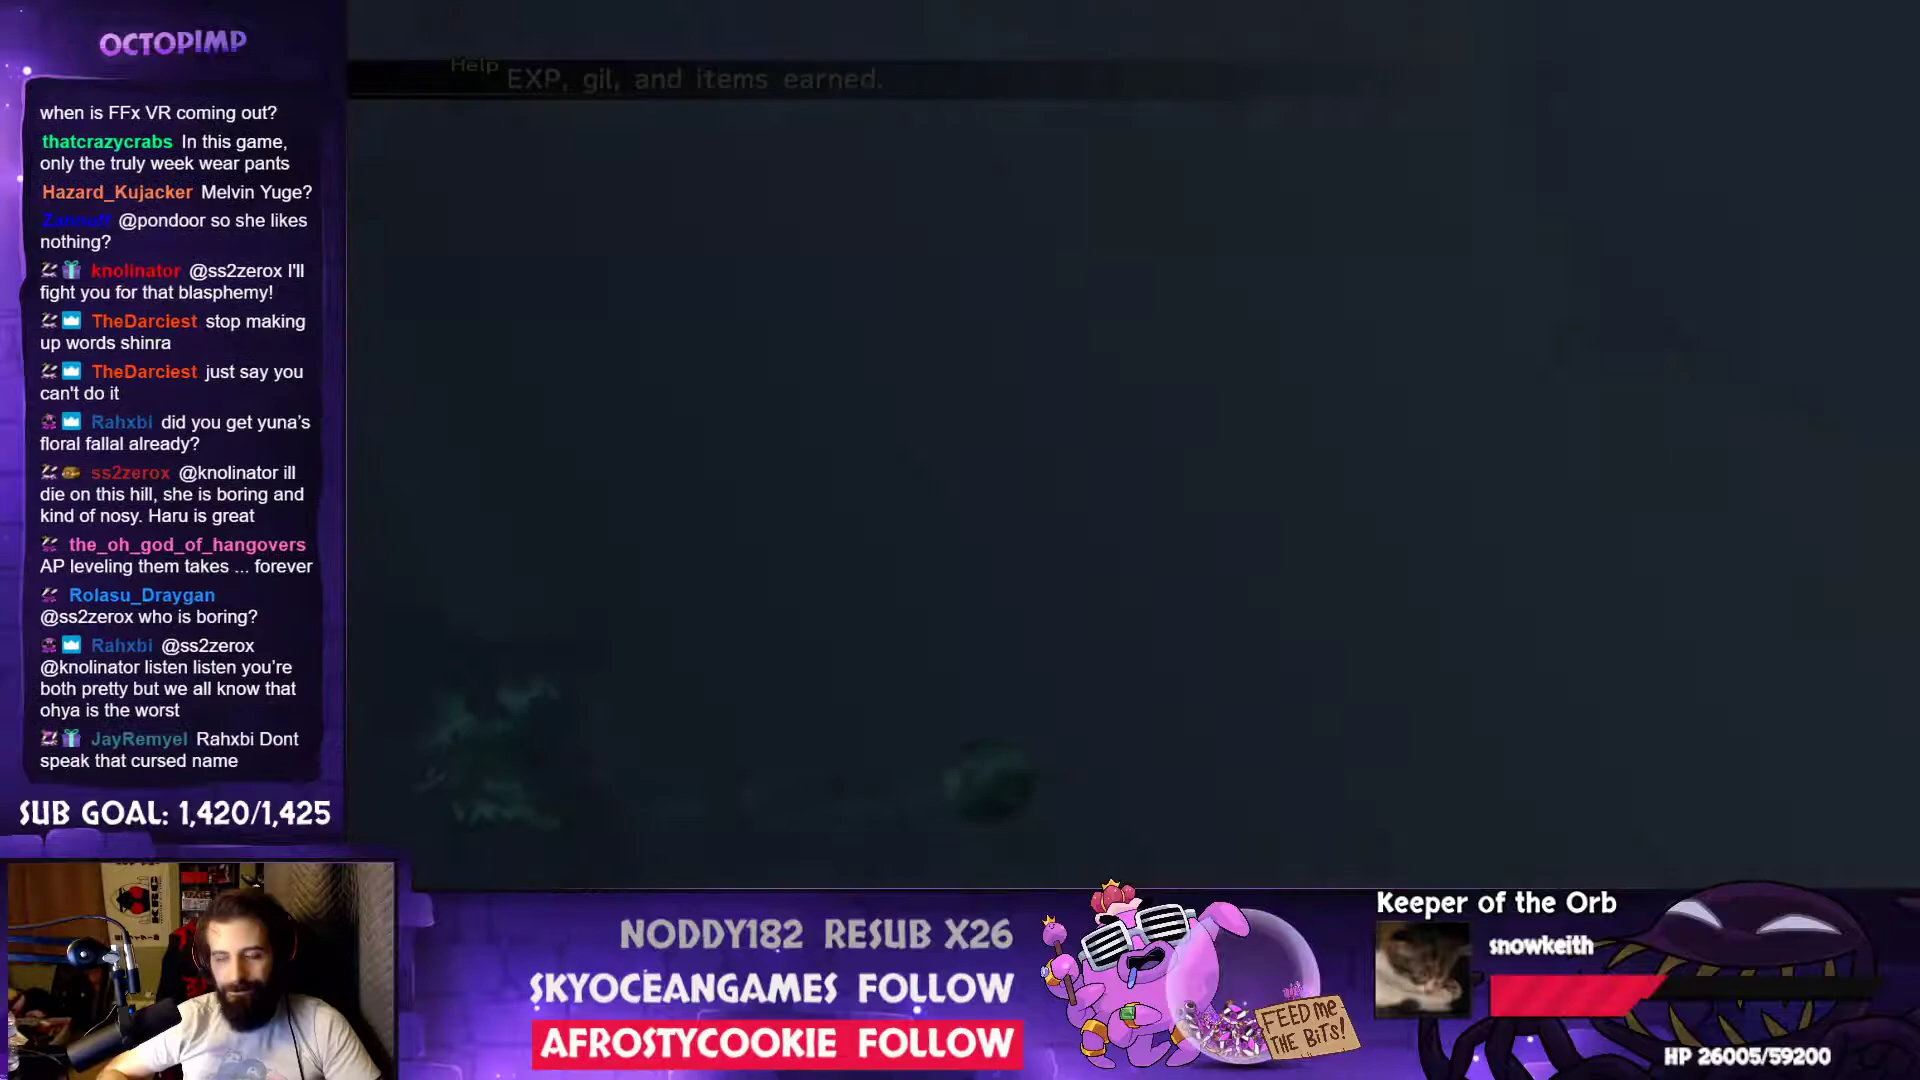 OCTOPIMP
when is FFx VR coming out?
thatcrazycrabs In this game,
only the truly week wear pants
Hazard_Kujacker Melvin Yuge?
Zannuff @pondoor so she likes
nothing?
knolinator @ss2zerox I'll
fight you for that blasphemy!
TheDarciest stop making
up words shinra
TheDarciest just say you
can't do it
Rahxbi did you get yuna’s
floral fallal already?
ss2zerox @knolinator ill
die on this hill, she is boring and
kind of nosy. Haru is great
the_oh_god_of_hangovers
AP leveling them takes ... forever
Rolasu_Draygan
@ss2zerox who is boring?
Rahxbi @ss2zerox
@knolinator listen listen you’re
both pretty but we all know that
ohya is the worst
JayRemyel Rahxbi Dont
speak that cursed name
SUB GOAL: 1,420/1,425
Help
EXP, gil, and items earned.
NODDY182 RESUB X26
SKYOCEANGAMES FOLLOW
AFROSTYCOOKIE FOLLOW
FEED ME
THE BITS!
Keeper of the Orb
snowkeith
HP 26005/59200